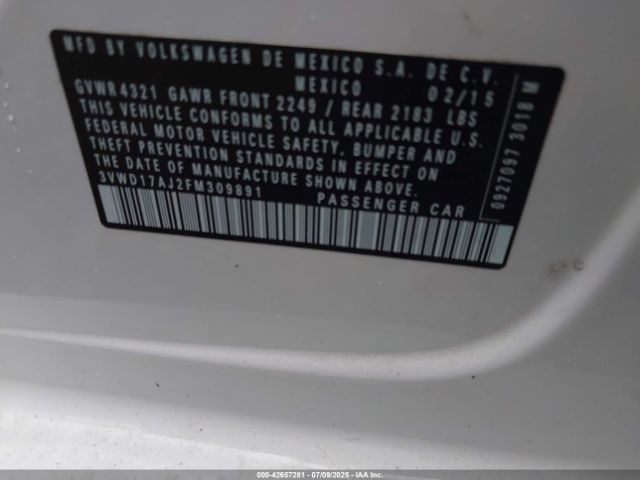 MFD BY VOLKSWAGEN DE MEXICO S.A. DE C.V.
MEXICO 02/15
GVWR 4321 GAWR FRONT 2249 / REAR 2183 LBS
THIS VEHICLE CONFORMS TO ALL APPLICABLE U.S.
FEDERAL MOTOR VEHICLE SAFETY, BUMPER AND
THEFT PREVENTION STANDARDS IN EFFECT ON
THE DATE OF MANUFACTURE SHOWN ABOVE.
3VWD17AJ2FM309891
PASSENGER CAR
0927097 3018 M
000-42657281 - 07/09/2025 - IAA Inc.